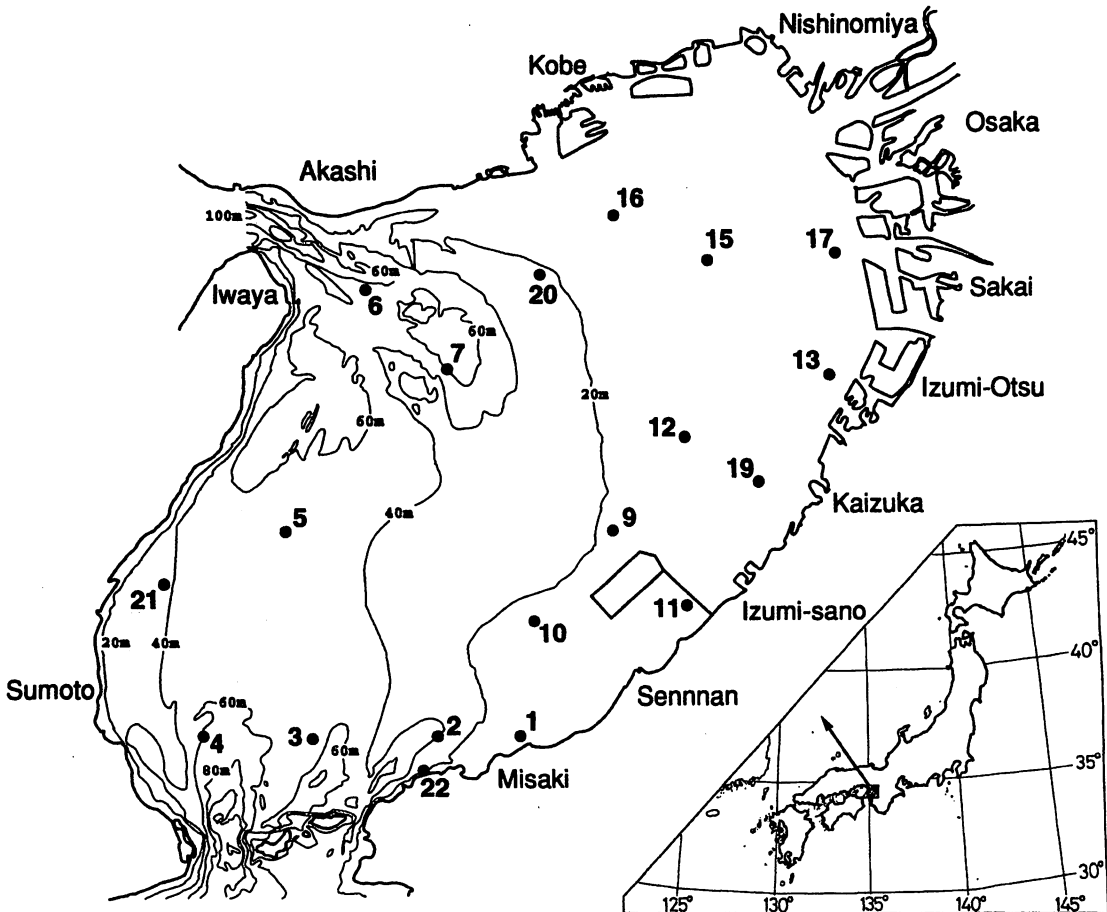 Nishinomiya
Kobe
Osaka
Akashi
100m
16
15
17
60m
20
Iwaya
6
Sakai
60m
7
13
20m
Izumi-Otsu
60m
12
19
40m
Kaizuka
5
9
45°
21
11
Izumi-sano
10
20m
40m
40°
Sumoto
60m
Sennnan
4
3
60m
2
1
80m
Misaki
22
35°
30°
125°
130°
135°
140°
145°